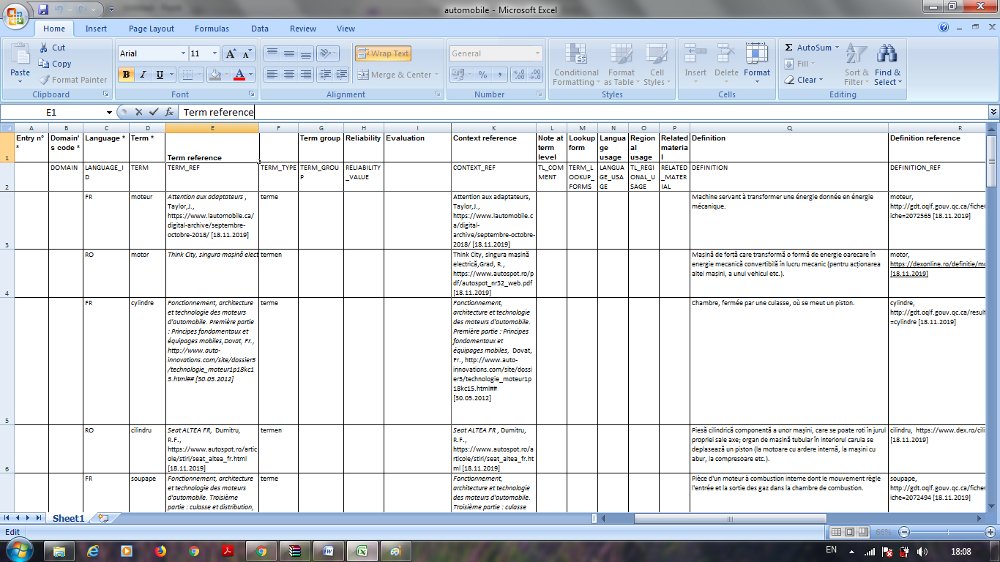 automobile - Microsoft Excel
Home Insert Page Layout Formulas Data Review View
Paste
Cut
Copy
Format Painter
Clipboard
Arial 11
B I U
Font
Wrap Text
Merge & Center
Alignment
General
Number
Conditional Formatting
Format as Table
Cell Styles
Styles
Insert Delete Format
Cells
AutoSum
Fill
Clear
Sort & Filter
Find & Select
Editing
E1
Term reference
A B C D E F G H I K L M N O P Q R
1
Entry n° *
Domain's code *
Language *
Term *
Term reference
Term group
Reliability
Evaluation
Context reference
Note at term level
Lookup form
Language usage
Regional usage
Related material
Definition
Definition reference
2
DOMAIN
LANGUAGE_ID
TERM
TERM_REF
TERM_TYPE
TERM_GROUP
RELIABILITY_VALUE
CONTEXT_REF
TL_COMMENT
TERM_LOOKUP_FORMS
LANGUAGE_USAGE
TL_REGIONAL_USAGE
RELATED_MATERIAL
DEFINITION
DEFINITION_REF
3
FR
moteur
Attention aux adaptateurs ,
Taylor,J.,
https://www.lautomobile.ca/
digital-archive/septembre-
octobre-2018/ [18.11.2019]
terme
Attention aux adaptateurs,
Taylor,J.,
https://www.lautomobile.c
a/digital-
archive/septembre-octobre-
2018/ [18.11.2019]
Machine servant à transformer une énergie donnée en énergie
mécanique.
moteur,
http://gdt.oqlf.gouv.qc.ca/fiche
iche=2072565 [18.11.2019]
4
RO
motor
Think City, singura mașină elect
termen
Think City, singura mașină
electrică,Grad, R.,
https://www.autospot.ro/p
df/autospot_nr32_web.pdf
[18.11.2019]
Mașină de forță care transformă o formă de energie oarecare în
energie mecanică convertibilă în lucru mecanic (pentru acționarea
altei mașini, a unui vehicul etc.).
motor,
https://dexonline.ro/definitie/mo
[18.11.2019]
5
FR
cylindre
Fonctionnement, architecture
et technologie des moteurs
d'automobile. Première partie
: Principes fondamentaux et
équipages mobiles,Dovat, Fr.,
http://www.auto-
innovations.com/site/dossier5
/technologie_moteur1p18kc1
5.html## [30.05.2012]
terme
Fonctionnement,
architecture et technologie
des moteurs d'automobile.
Première partie : Principes
fondamentaux et
équipages mobiles, Dovat,
Fr., http://www.auto-
innovations.com/site/dossi
er5/technologie_moteur1p
18kc15.html##
[30.05.2012]
Chambre, fermée par une culasse, où se meut un piston.
cylindre,
http://gdt.oqlf.gouv.qc.ca/result
=cylindre [18.11.2019]
6
RO
cilindru
Seat ALTEA FR, Dumitru,
R.F.,
https://www.autospot.ro/artic
ole/stiri/seat_altea_fr.html
[18.11.2019]
termen
Seat ALTEA FR , Dumitru,
R.F.,
https://www.autospot.ro/a
rticole/stiri/seat_altea_fr.ht
ml [18.11.2019]
Piesă cilindrică componentă a unor mașini, care se poate roti în jurul
propriei sale axe; organ de mașină tubular în interiorul caruia se
deplasează un piston (la motoare cu ardere internă, la mașini cu
abur, la compresoare etc.).
cilindru, https://www.dex.ro/cili
[18.11.2019]
FR
soupape
Fonctionnement, architecture
et technologie des moteurs
d'automobile. Troisième
partie : culasse et distribution,
terme
Fonctionnement,
architecture et technologie
des moteurs d'automobile.
Troisième partie : culasse
Pièce d'un moteur à combustion interne dont le mouvement règle
l'entrée et la sortie des gaz dans la chambre de combustion.
soupape,
http://gdt.oqlf.gouv.qc.ca/fiche
iche=2072494 [18.11.2019]
Sheet1
Edit
66%
EN
18:08